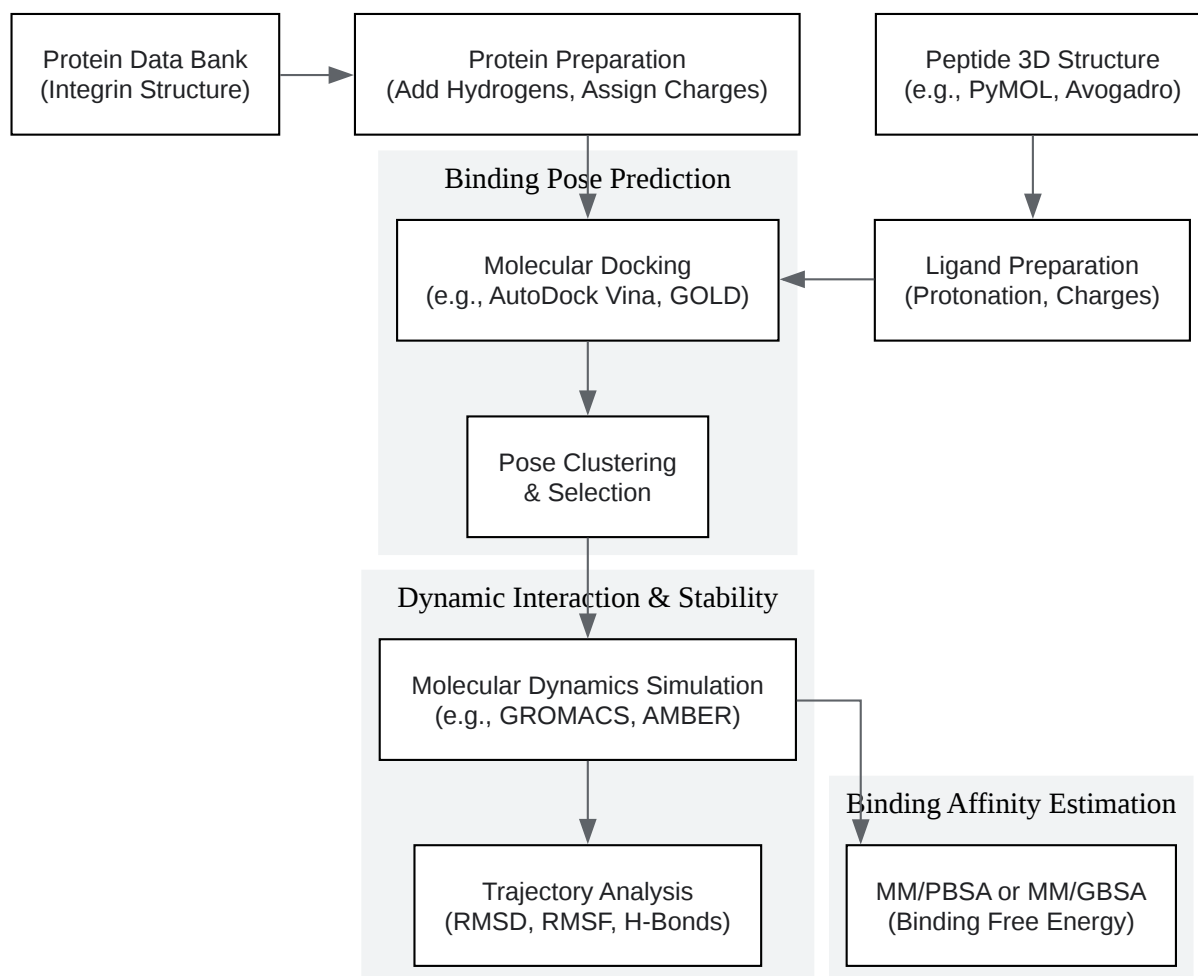 Protein Data Bank
(Integrin Structure)
Protein Preparation
(Add Hydrogens, Assign Charges)
Peptide 3D Structure
(e.g., PyMOL, Avogadro)
Binding Pose Prediction
Molecular Docking
(e.g., AutoDock Vina, GOLD)
Ligand Preparation
(Protonation, Charges)
Pose Clustering
& Selection
Dynamic Interaction & Stability
Molecular Dynamics Simulation
(e.g., GROMACS, AMBER)
Binding Affinity Estimation
Trajectory Analysis
(RMSD, RMSF, H-Bonds)
MM/PBSA or MM/GBSA
(Binding Free Energy)